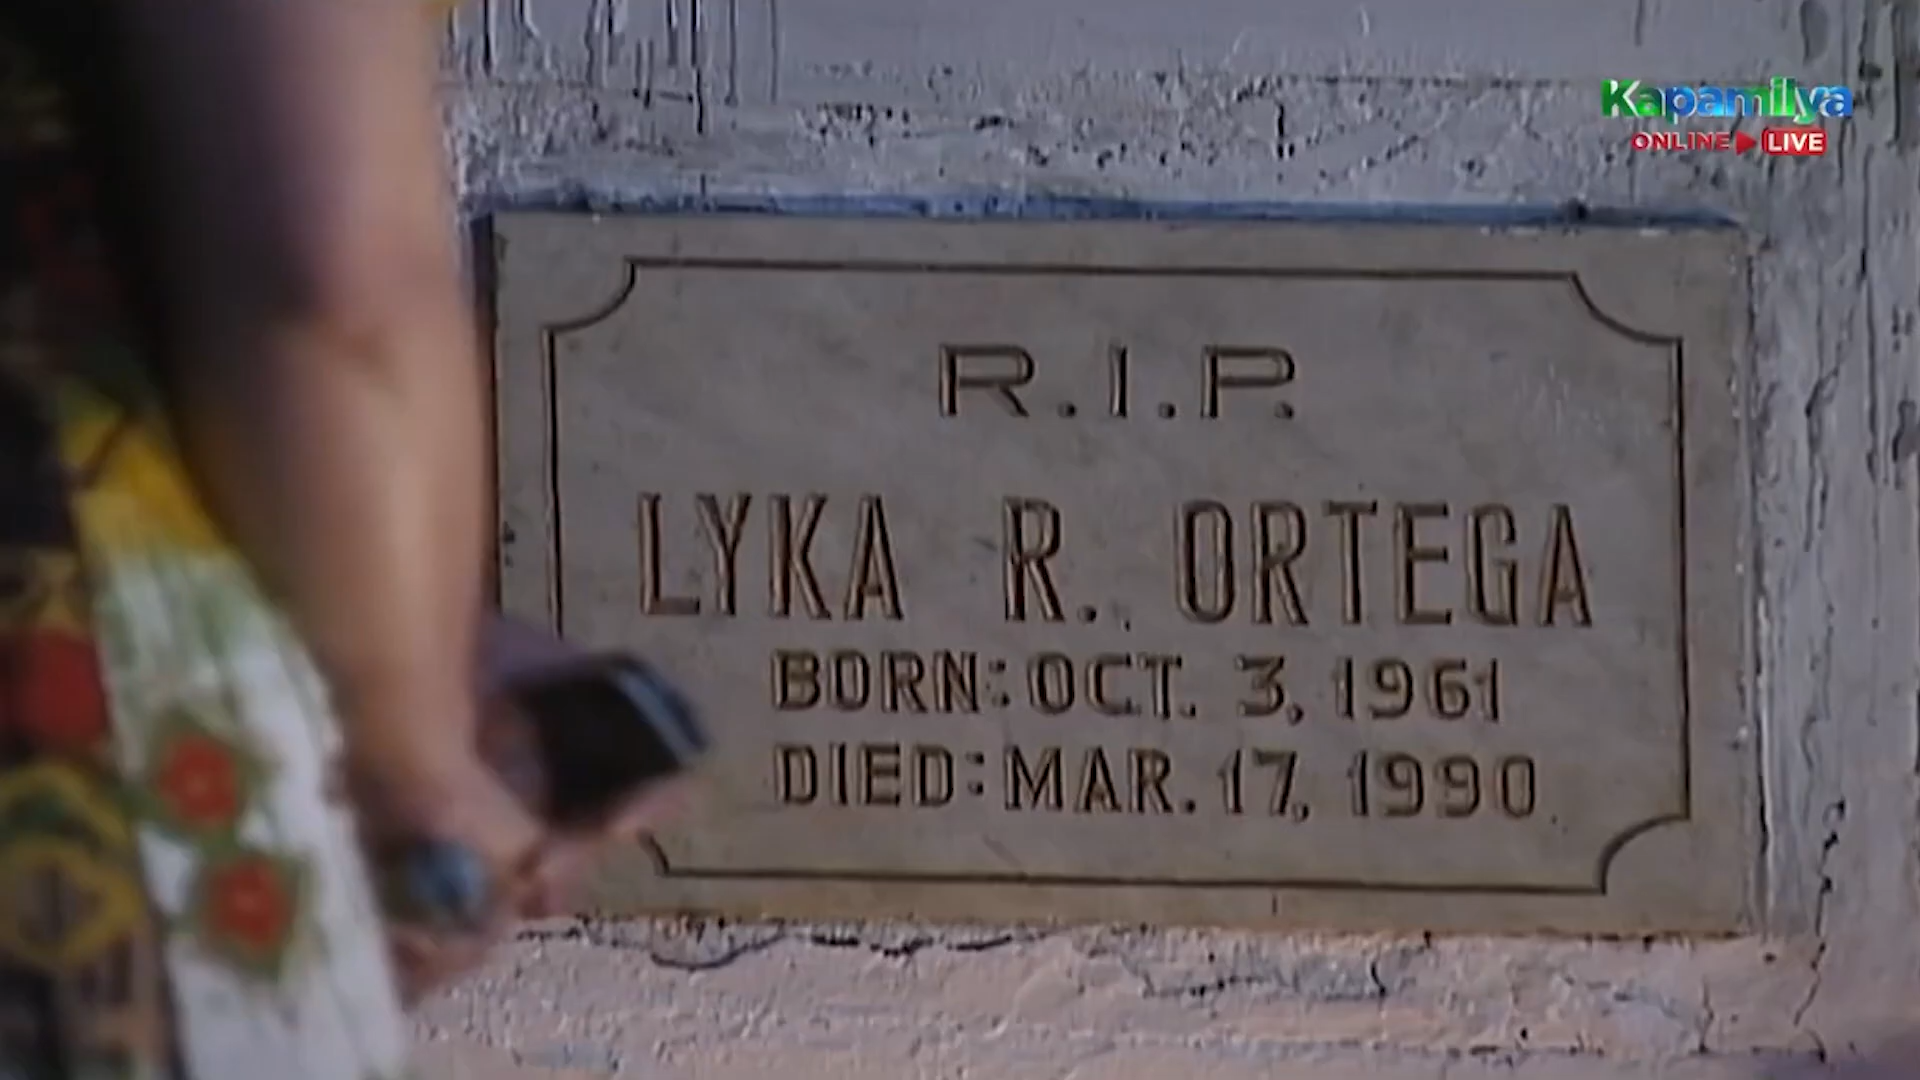 Kapamilya
ONLINE LIVE
R.I.P.
LYKA R. ORTEGA
BORN: OCT. 3, 1961
DIED: MAR. 17, 1990